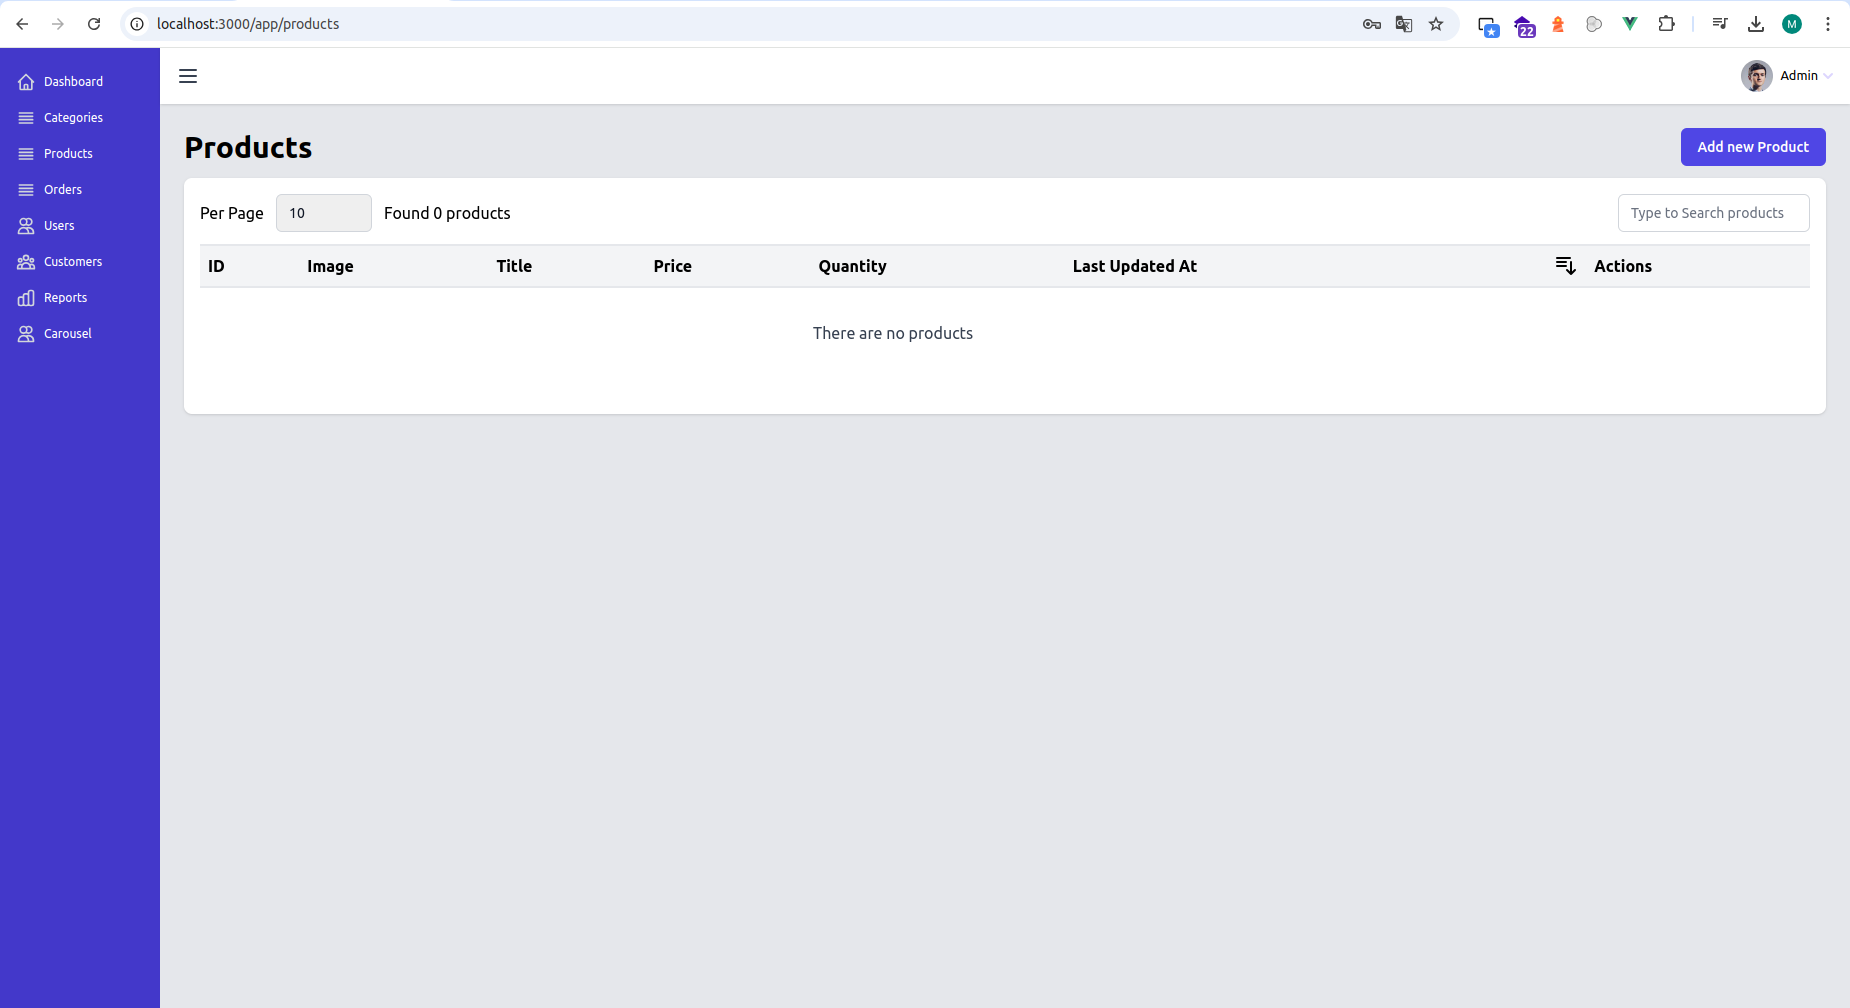 localhost:3000/app/products
22
M
Dashboard
Categories
Products
Orders
Users
Customers
Reports
Carousel
Admin
Products
Add new Product
Per Page 10 Found 0 products
Type to Search products
ID Image Title Price Quantity Last Updated At Actions
There are no products